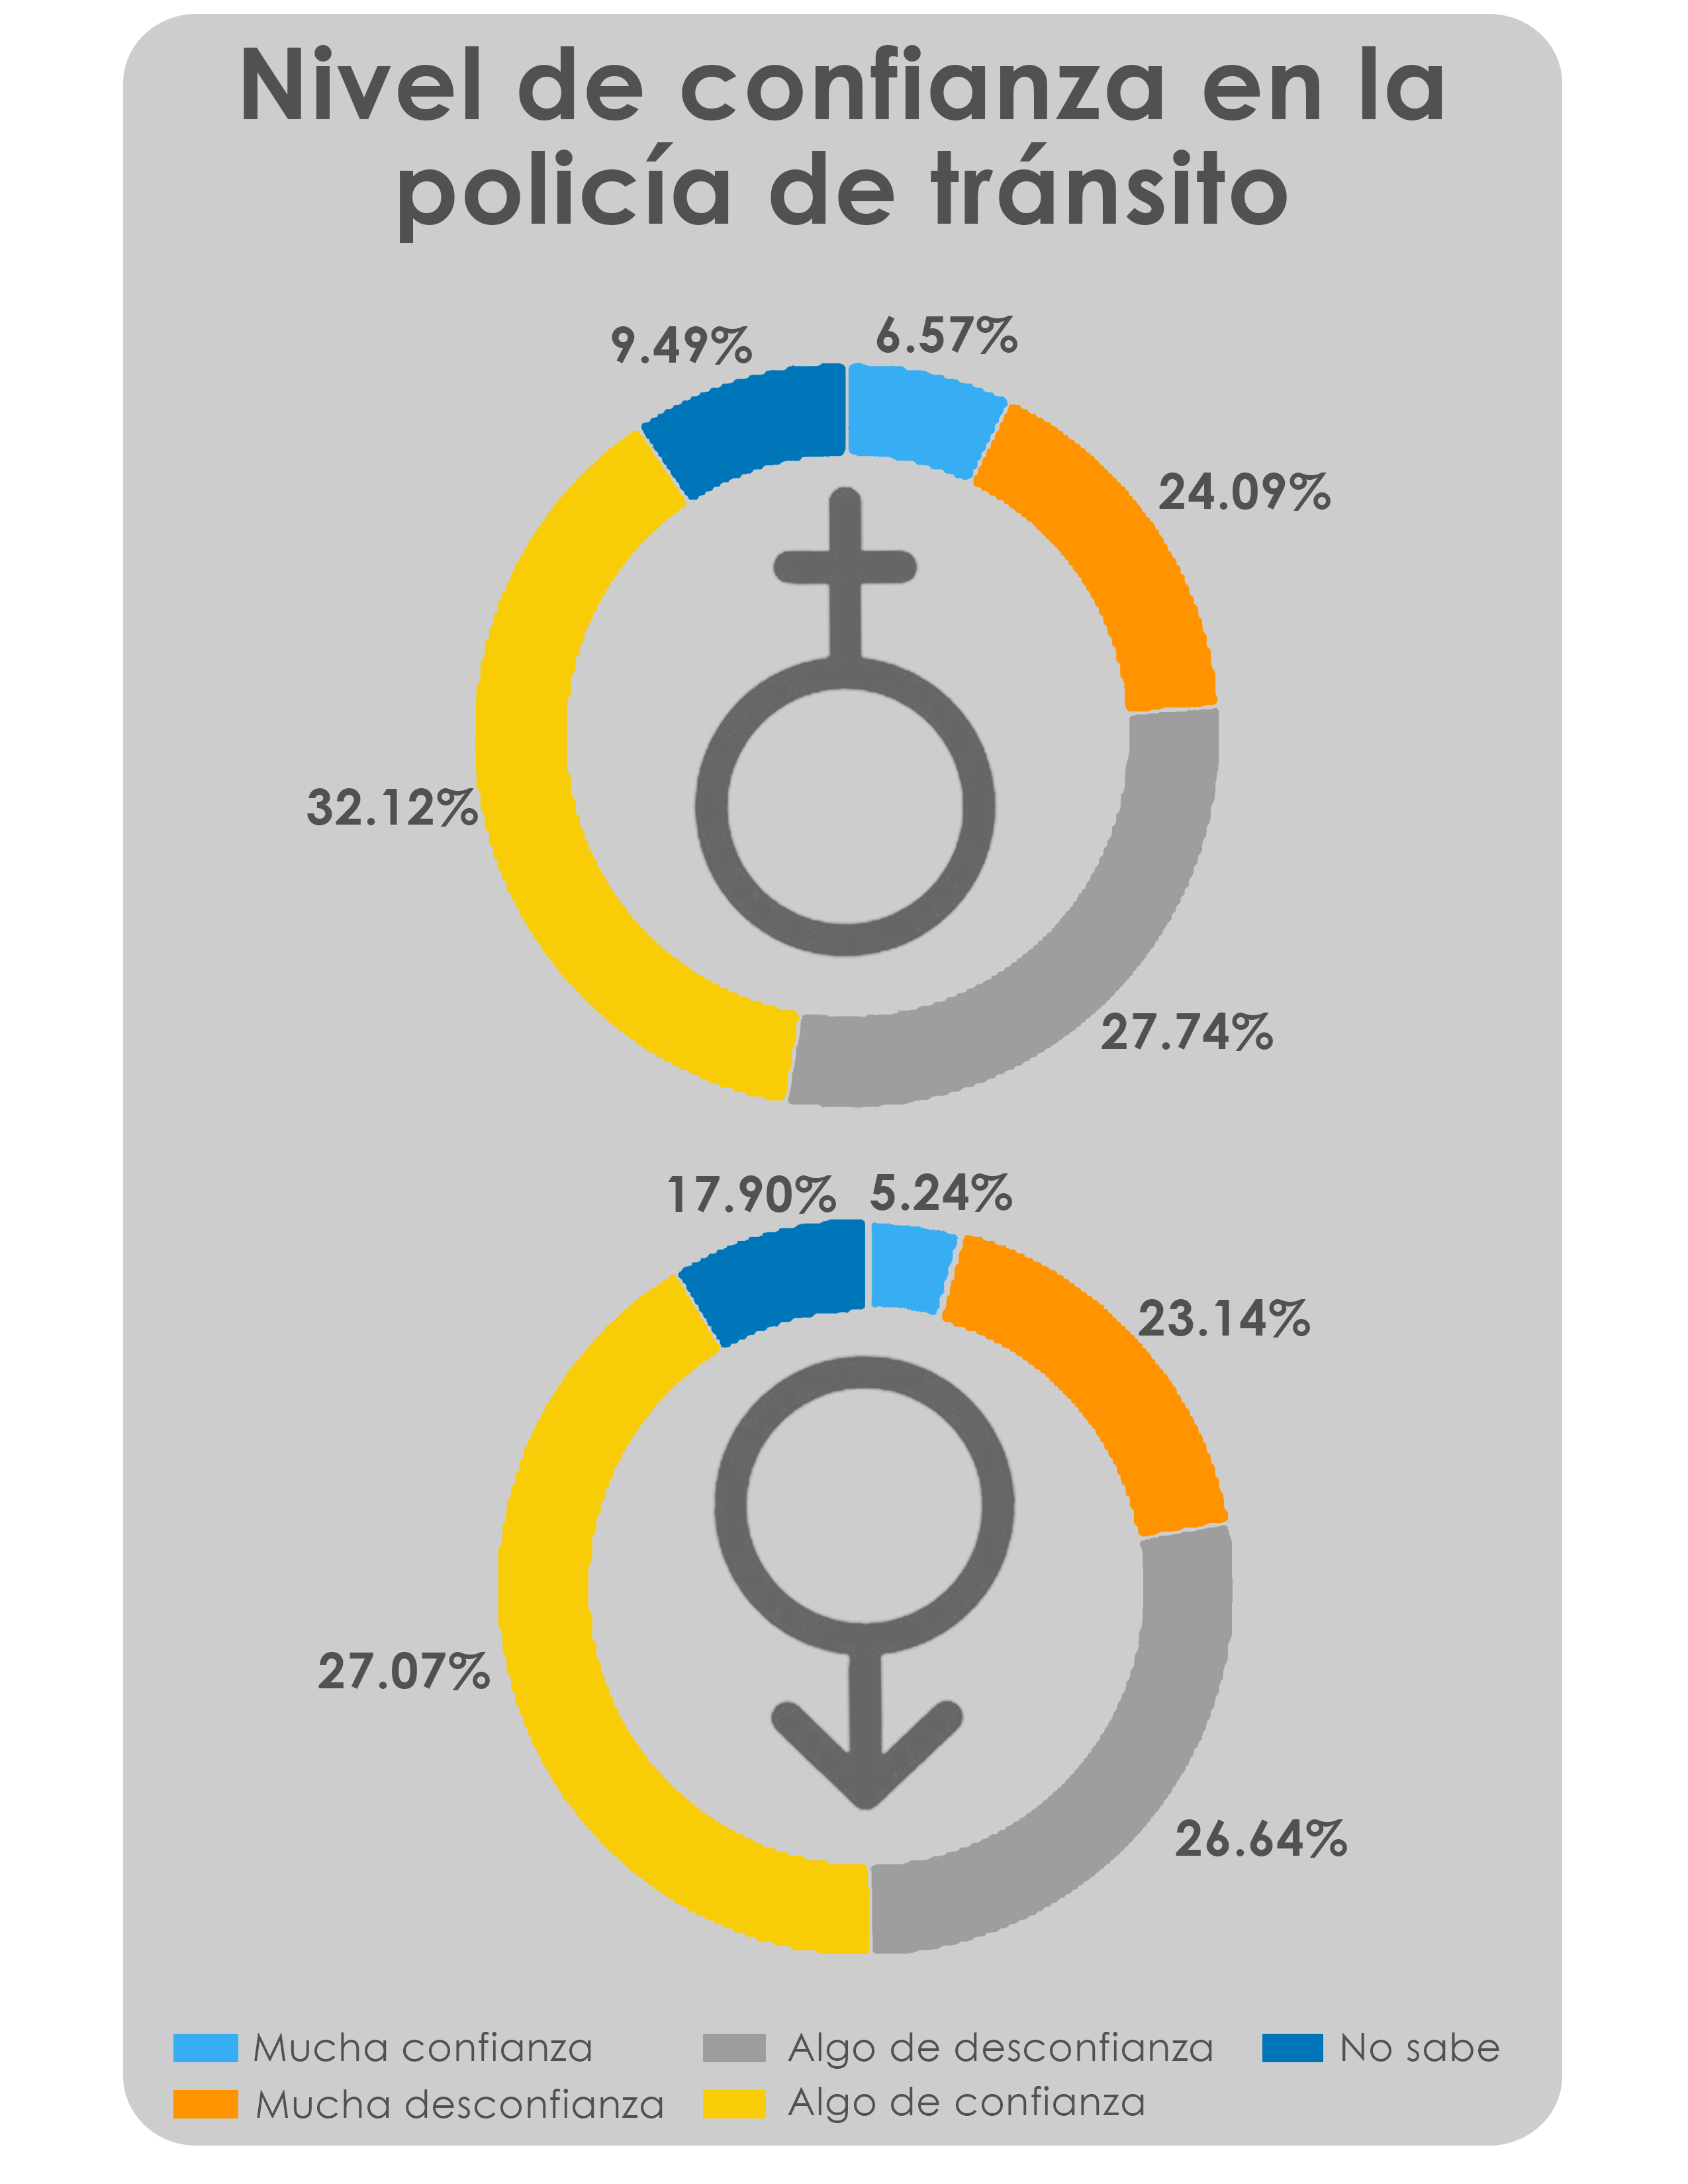 Nivel de confianza en la
policía de tránsito
9.49%
6.57%
24.09%
32.12%
27.74%
17.90%
5.24%
23.14%
27.07%
26.64%
Mucha confianza
Algo de desconfianza
No sabe
Mucha desconfianza
Algo de confianza